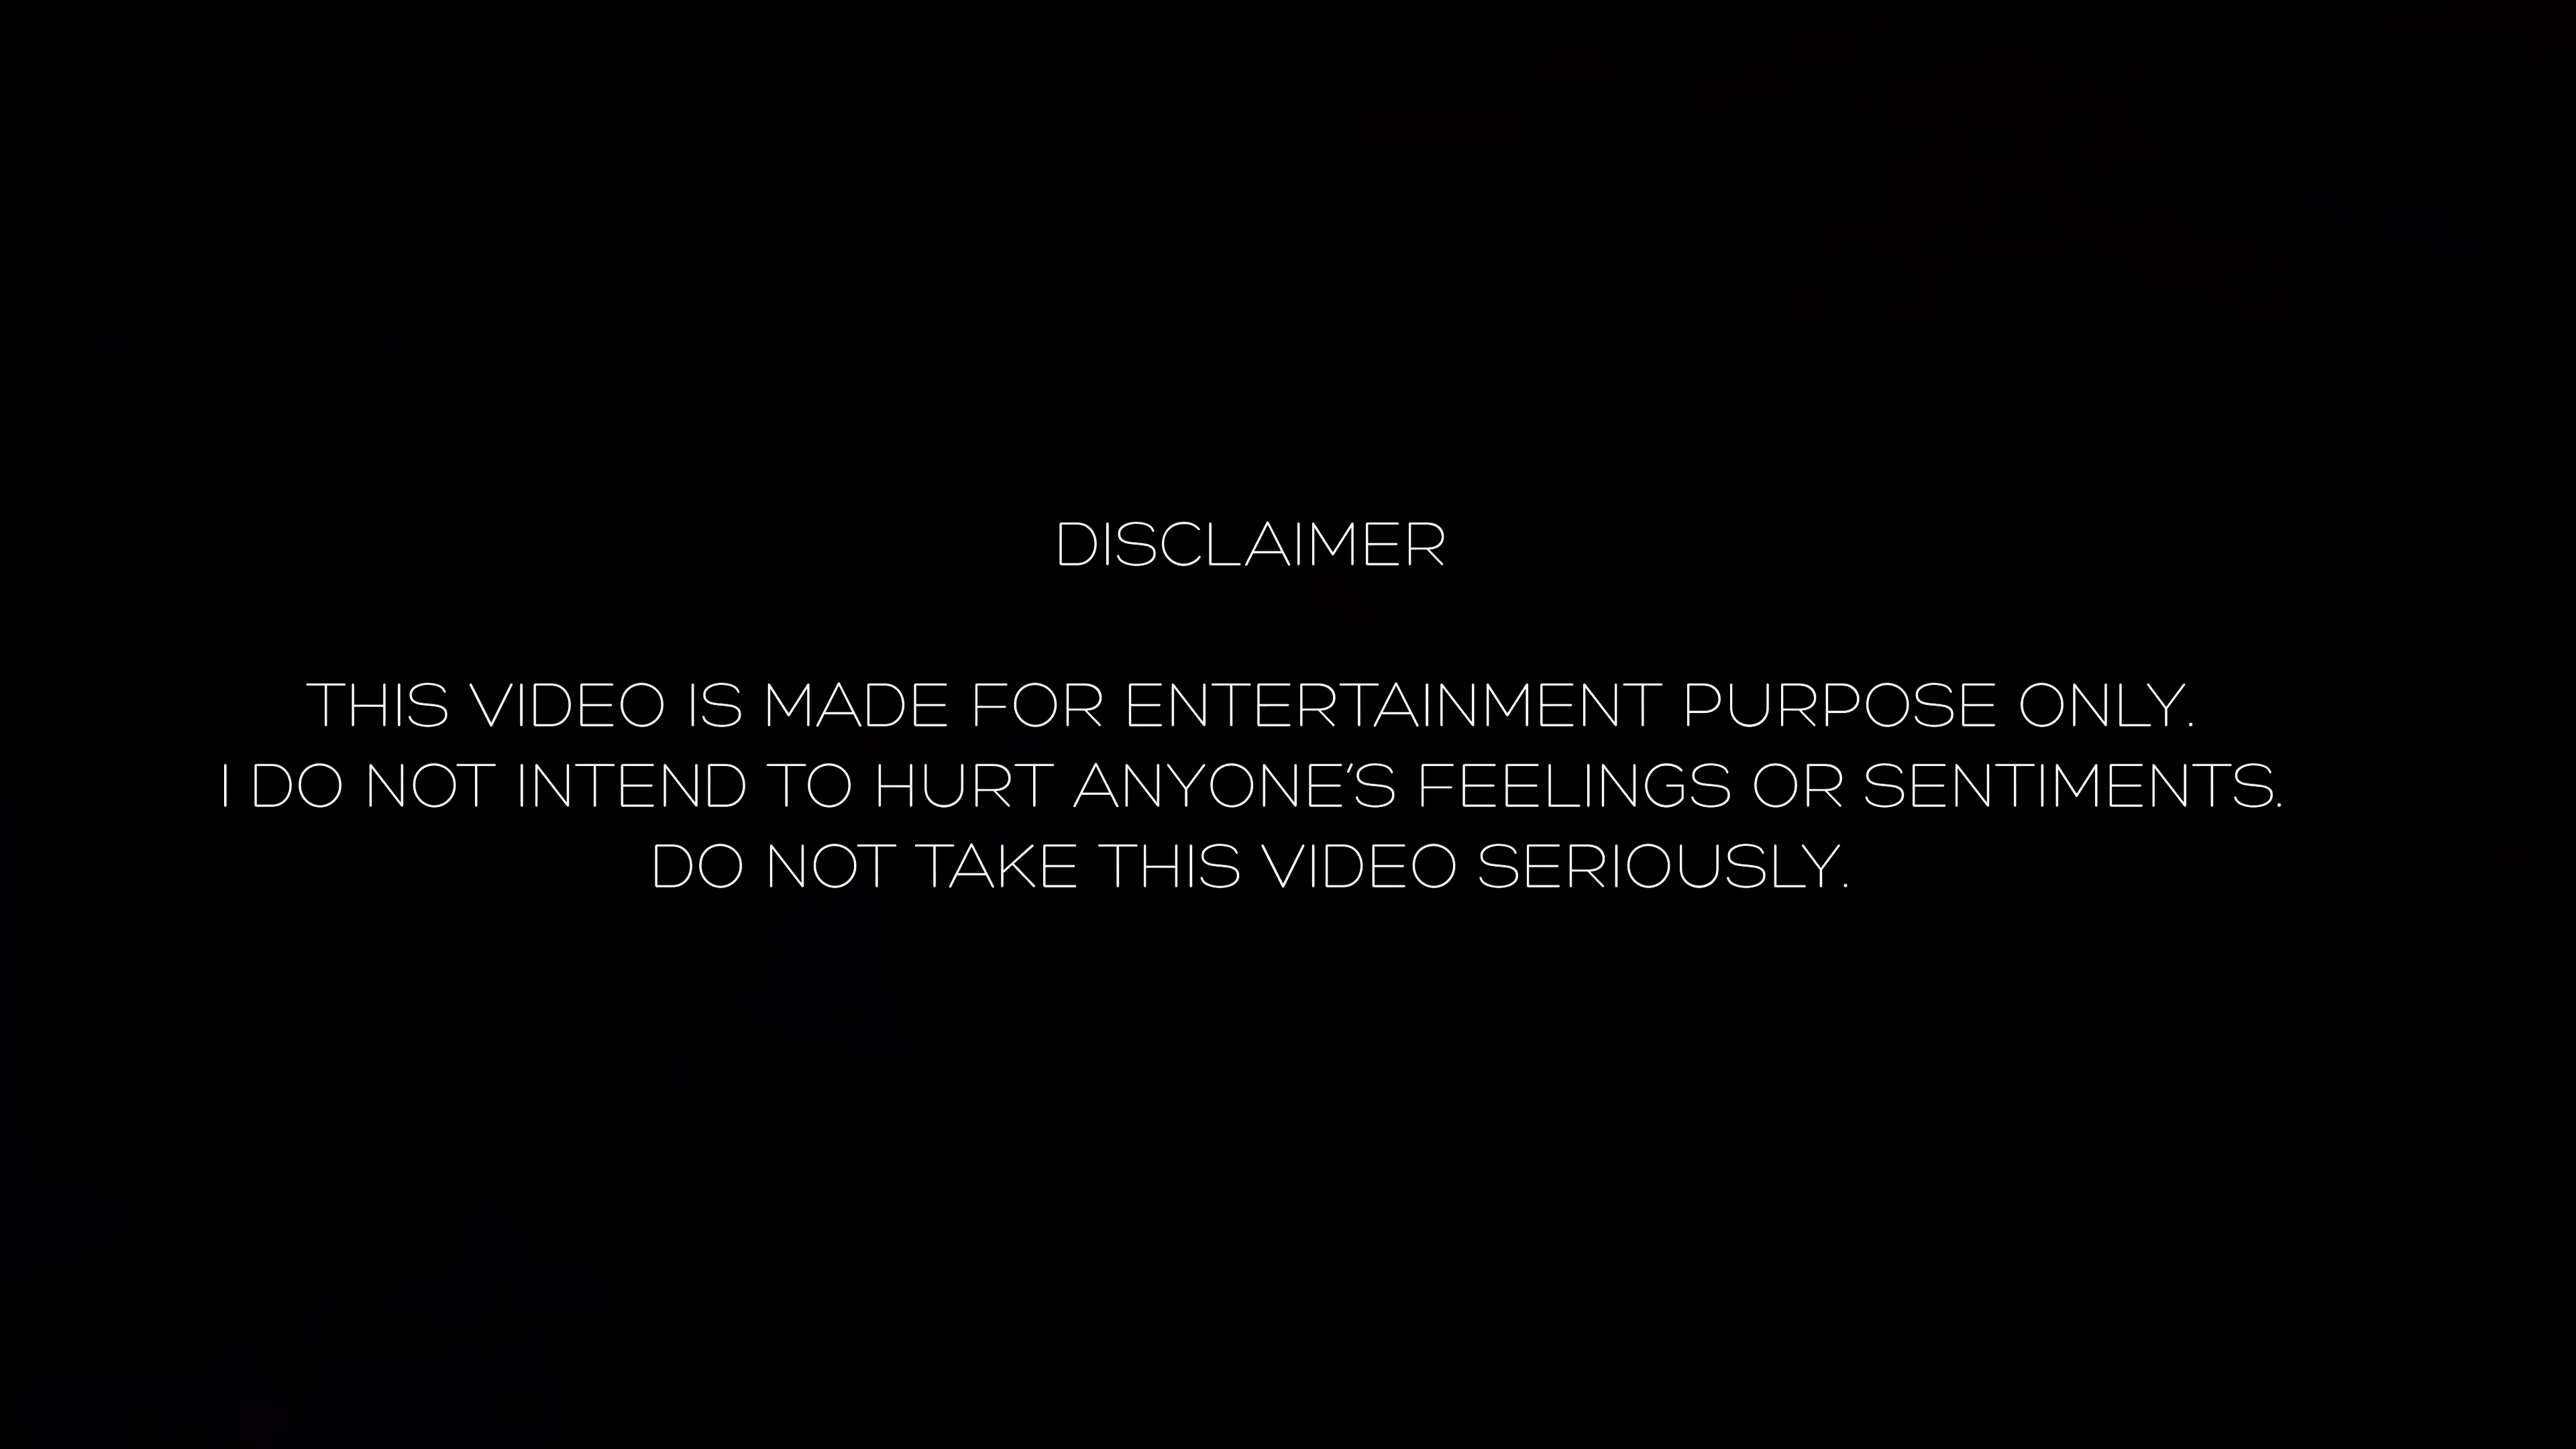 DISCLAIMER
THIS VIDEO IS MADE FOR ENTERTAINMENT PURPOSE ONLY.
I DO NOT INTEND TO HURT ANYONE'S FEELINGS OR SENTIMENTS.
DO NOT TAKE THIS VIDEO SERIOUSLY.